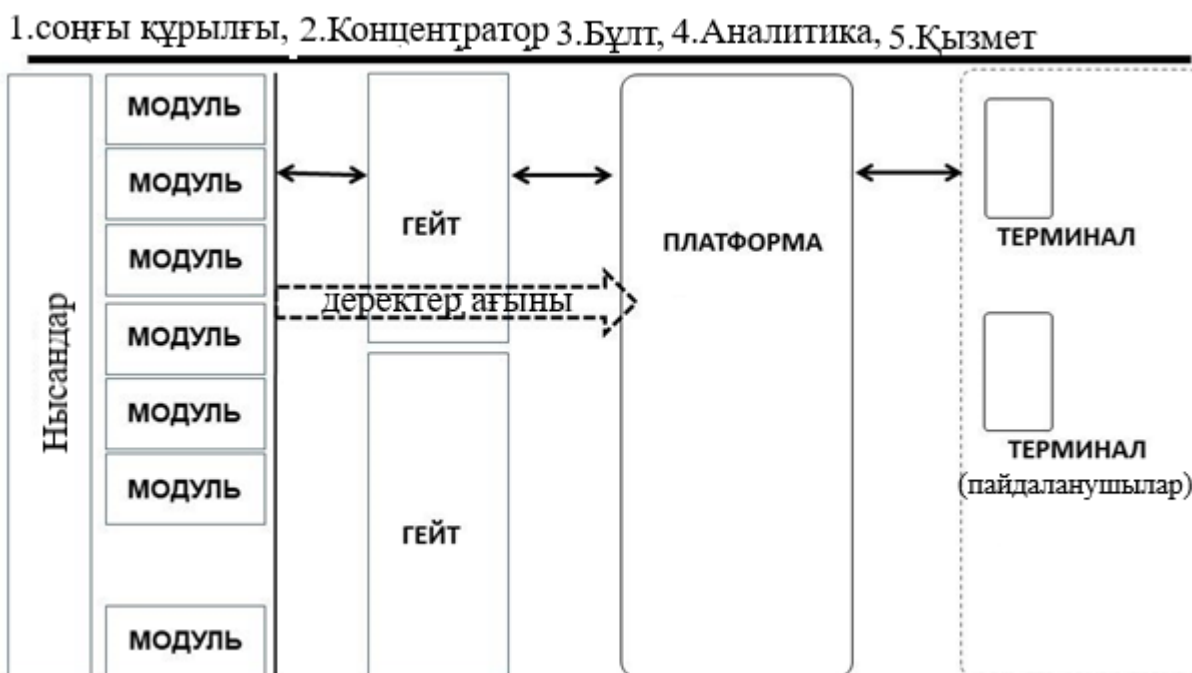 1.соңғы құрылғы, 2.Концентратор 3.Бұлт, 4.Аналитика, 5.Қызмет
Нысандар
МОДУЛЬ
МОДУЛЬ
МОДУЛЬ
МОДУЛЬ
МОДУЛЬ
МОДУЛЬ
МОДУЛЬ
ГЕЙТ
деректер ағыны
ГЕЙТ
ПЛАТФОРМА
ТЕРМИНАЛ
ТЕРМИНАЛ
(пайдаланушылар)